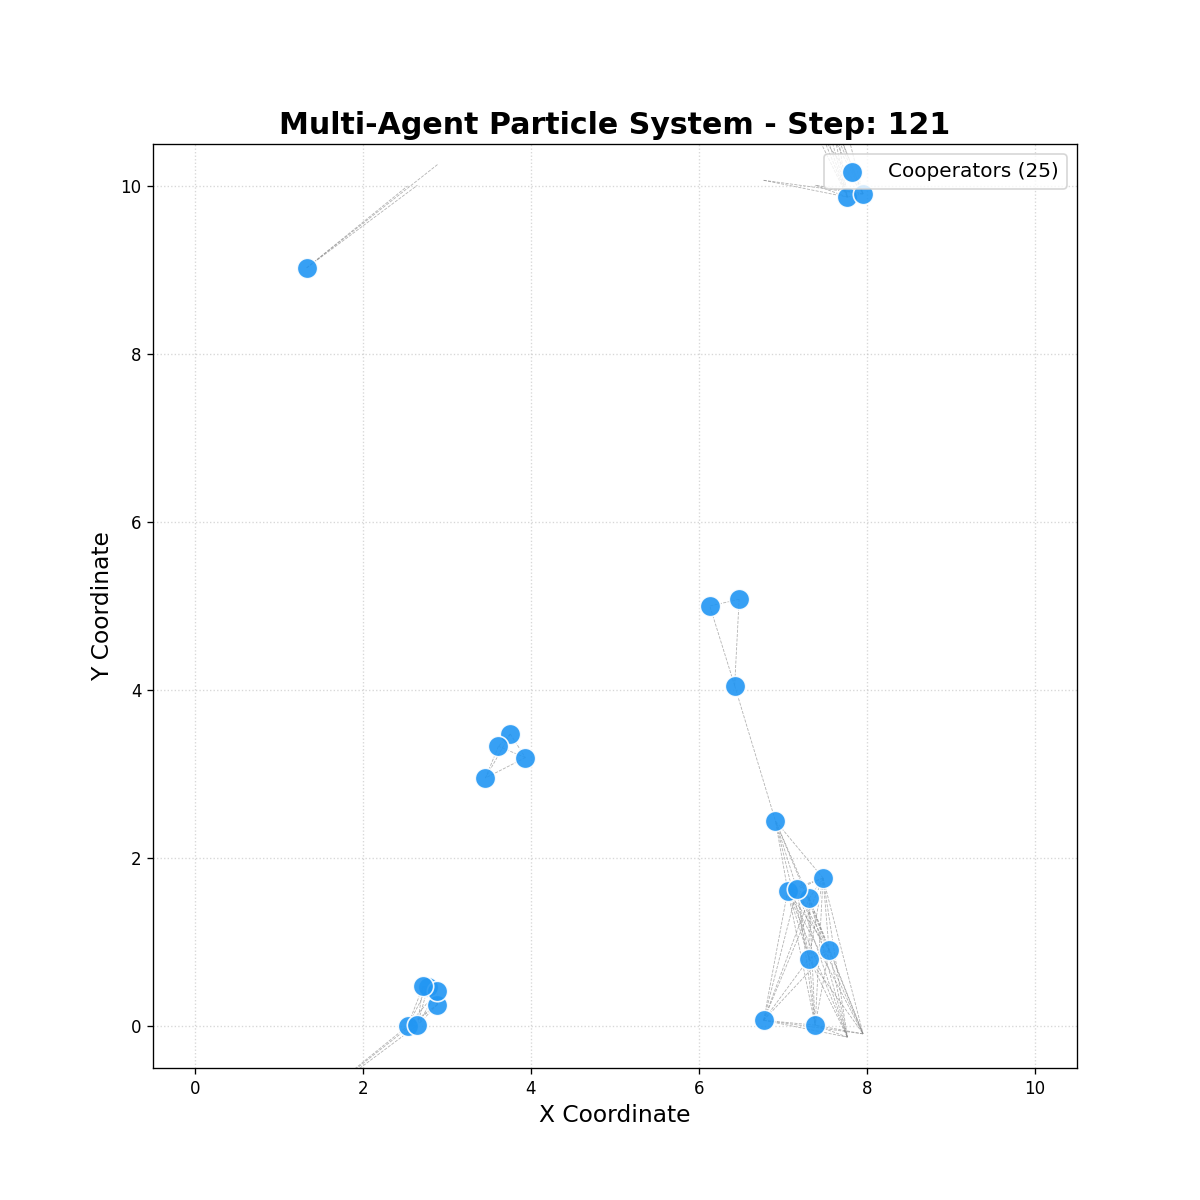 Multi-Agent Particle System - Step: 121
Cooperators (25)
10
8
6
4
2
0
Y Coordinate
0 2 4 6 8 10
X Coordinate